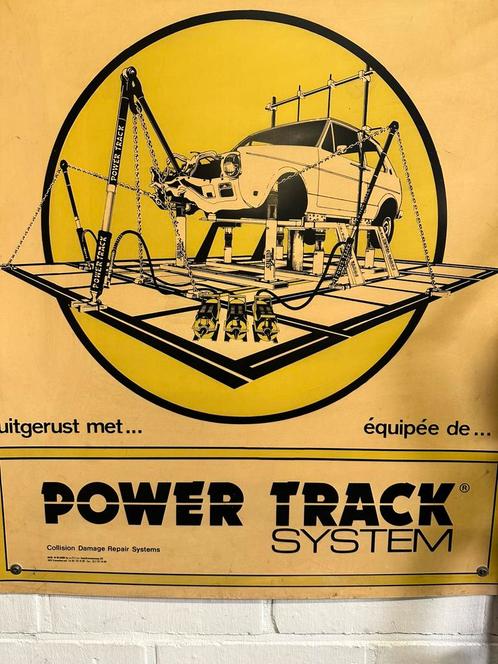 POWER TRACK
POWER TRACK
uitgerust met...
équipée de...
POWER TRACK®
SYSTEM
Collision Damage Repair Systems